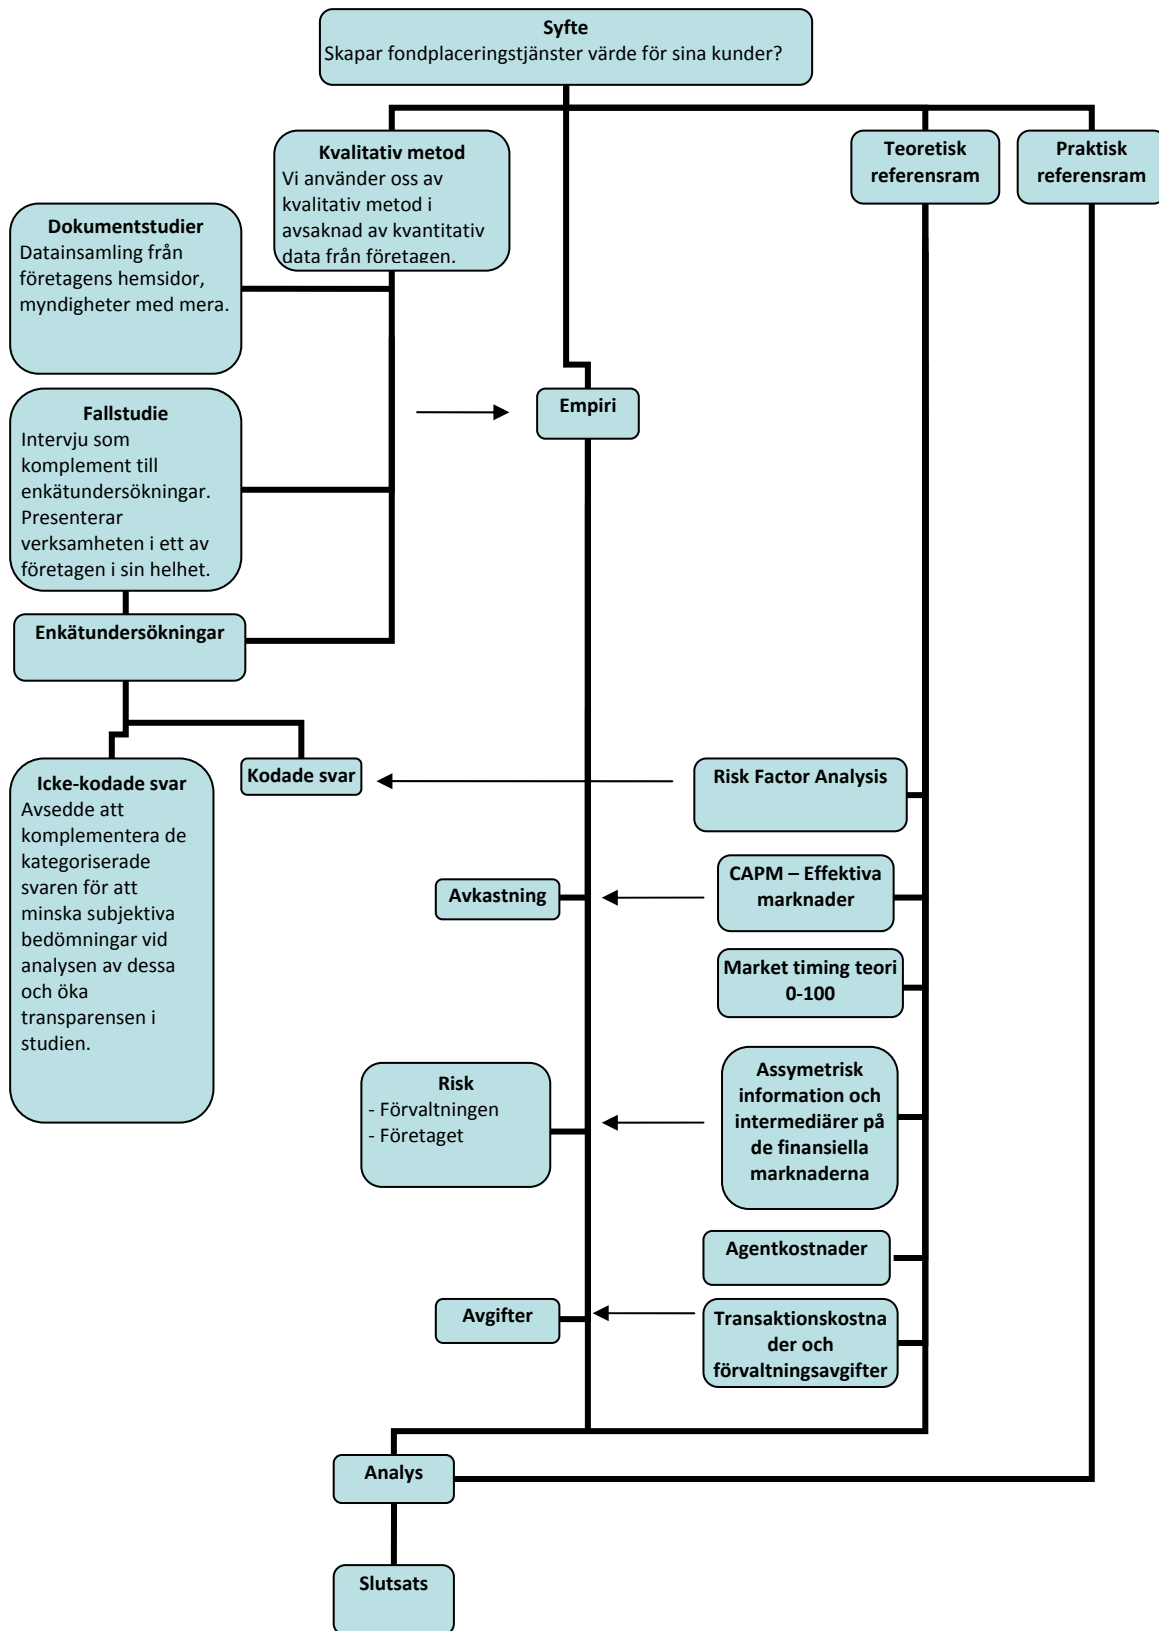 Syfte
Skapar fondplaceringstjänster värde för sina kunder?
Kvalitativ metod
Vi använder oss av
kvalitativ metod i
avsaknad av kvantitativ
data från företagen.
Teoretisk
referensram
Praktisk
referensram
Dokumentstudier
Datainsamling från
företagens hemsidor,
myndigheter med mera.
Fallstudie
Intervju som
komplement till
enkätundersökningar.
Presenterar
verksamheten i ett av
företagen i sin helhet.
Empiri
Enkätundersökningar
Icke-kodade svar
Avsedde att
komplementera de
kategoriserade
svaren för att
minska subjektiva
bedömningar vid
analysen av dessa
och öka
transparensen i
studien.
Kodade svar
Risk Factor Analysis
Avkastning
CAPM – Effektiva
marknader
Market timing teori
0-100
Risk
- Förvaltningen
- Företaget
Assymetrisk
information och
intermediärer på
de finansiella
marknaderna
Agentkostnader
Avgifter
Transaktionskostna
der och
förvaltningsavgifter
Analys
Slutsats